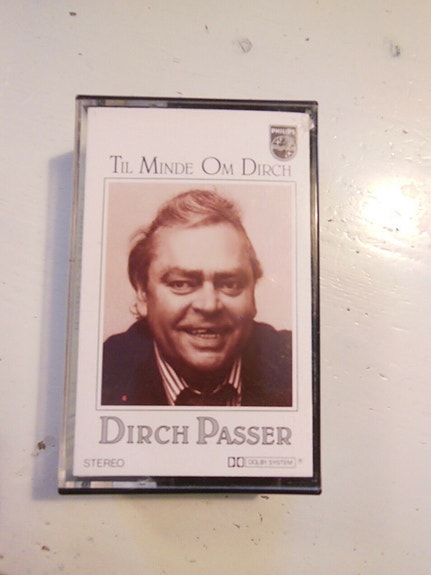 PHILIPS
TIL MINDE OM DIRCH
DIRCH PASSER
STEREO
DOLBY SYSTEM ®